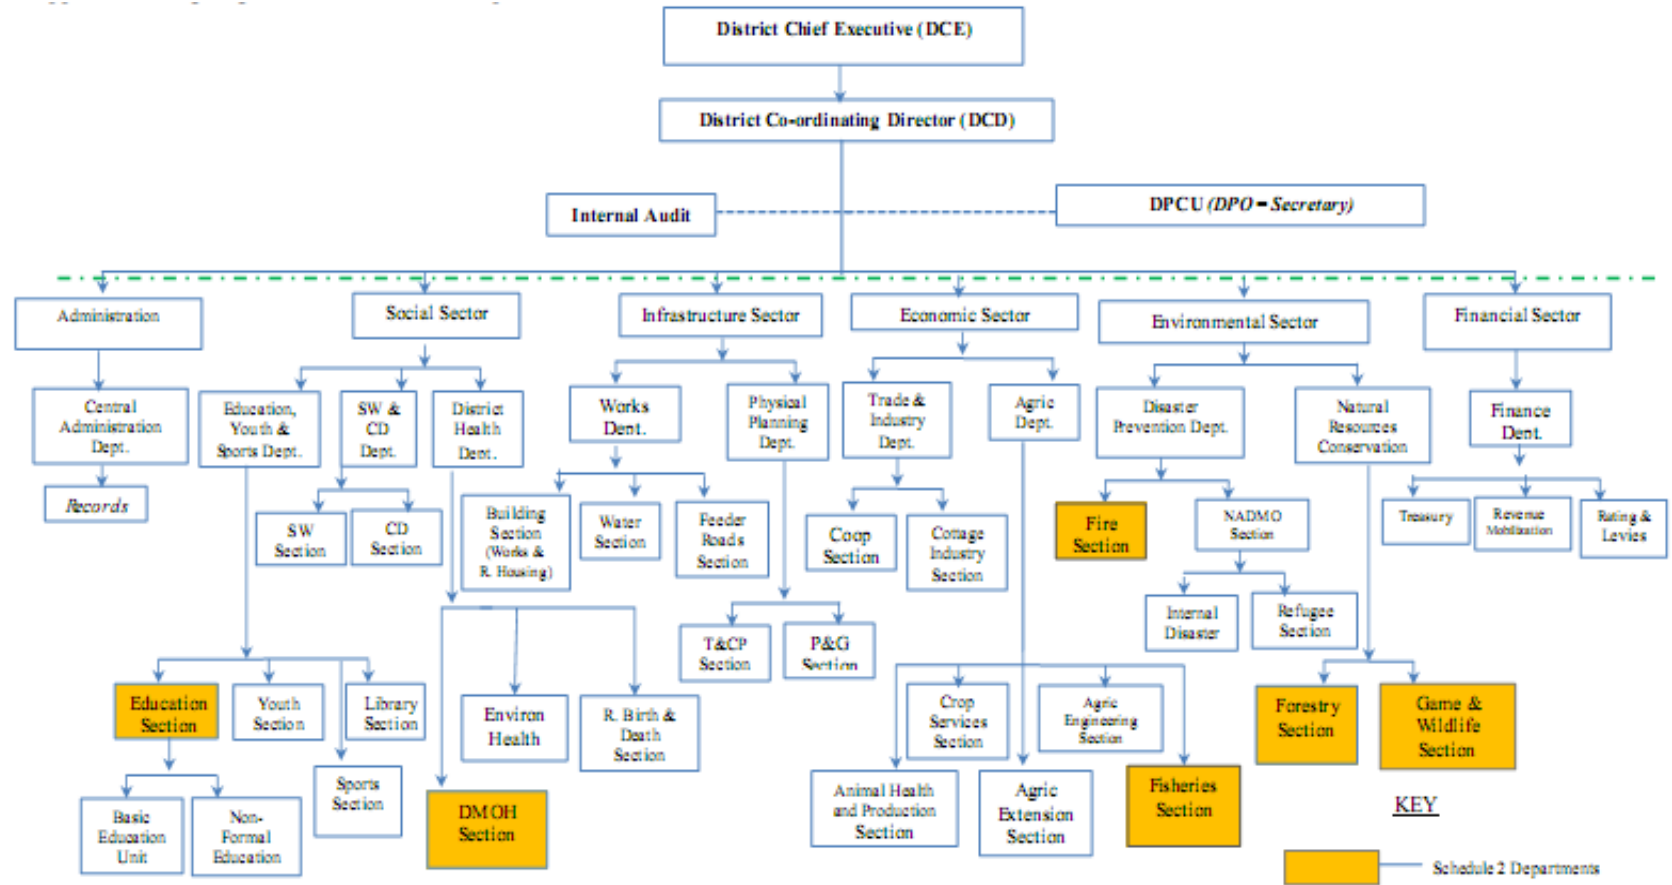 District Chief Executive (DCE)
District Co-ordinating Director (DCD)
Internal Audit
DPCU (DPO = Secretary)
Administration
Social Sector
Infrastructure Sector
Economic Sector
Environmental Sector
Financial Sector
Central
Administration
Dept.
Education,
Youth &
Sports Dept.
SW &
CD
Dept.
District
Health
Dept.
Works
Dept.
Physical
Planning
Dept.
Trade &
Industry
Dept.
Agric
Dept.
Disaster
Prevention Dept.
Natural
Resources
Conservation
Finance
Dept.
Records
SW
Section
CD
Section
Building
Section
(Works &
R. Housing)
Water
Section
Feeder
Roads
Section
Coop
Section
Cottage
Industry
Section
Fire
Section
NADMO
Section
Treasury
Revenue
Mobilization
Rating &
Levies
Internal
Disaster
Refugee
Section
T&CP
Section
P&G
Section
Education
Section
Youth
Section
Library
Section
Environ
Health
R. Birth &
Death
Section
Crop
Services
Section
Agric
Engineering
Section
Forestry
Section
Game &
Wildlife
Section
Sports
Section
DMOH
Section
Animal Health
and Production
Section
Agric
Extension
Section
Fisheries
Section
Basic
Education
Unit
Non-
Formal
Education
KEY
Schedule 2 Departments